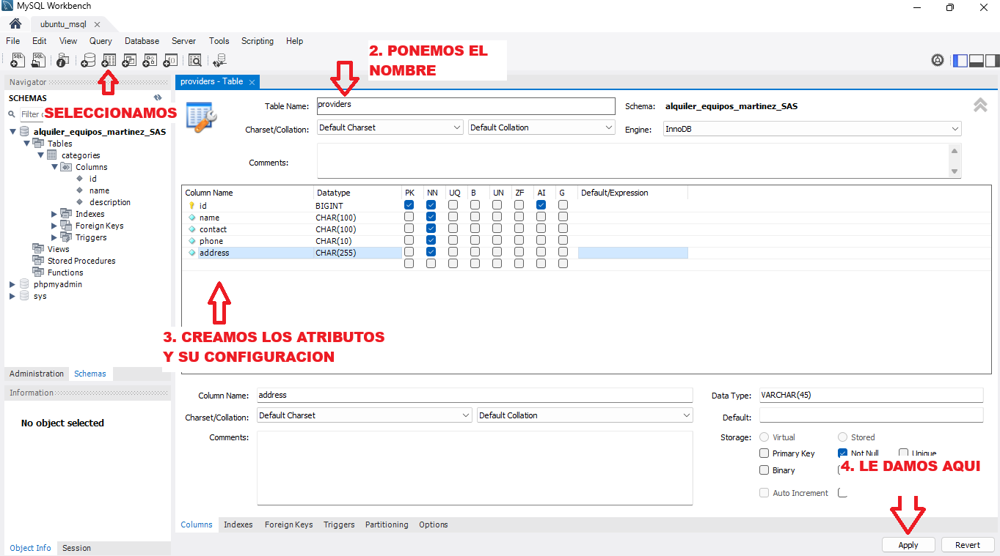 MySQL Workbench
ubuntu_msql
File Edit View Query Database Server Tools Scripting Help
2. PONEMOS EL
NOMBRE
Navigator
providers - Table
SCHEMAS
SELECCIONAMOS
Filter
Table Name: providers Schema: alquiler_equipos_martinez_SAS
Charset/Collation: Default Charset Default Collation Engine: InnoDB
Comments:
alquiler_equipos_martinez_SAS
Tables
categories
Columns
id
name
description
Indexes
Foreign Keys
Triggers
Views
Stored Procedures
Functions
phpmyadmin
sys
Column Name Datatype PK NN UQ B UN ZF AI G Default/Expression
id BIGINT
name CHAR(100)
contact CHAR(100)
phone CHAR(10)
address CHAR(255)
3. CREAMOS LOS ATRIBUTOS
Y SU CONFIGURACION
Administration Schemas
Information
No object selected
Column Name: address Data Type: VARCHAR(45)
Charset/Collation: Default Charset Default Collation Default:
Comments: Storage: Virtual Stored
Primary Key Not Null Unique
Binary
4. LE DAMOS AQUI
Auto Increment
Columns Indexes Foreign Keys Triggers Partitioning Options
Apply Revert
Object Info Session